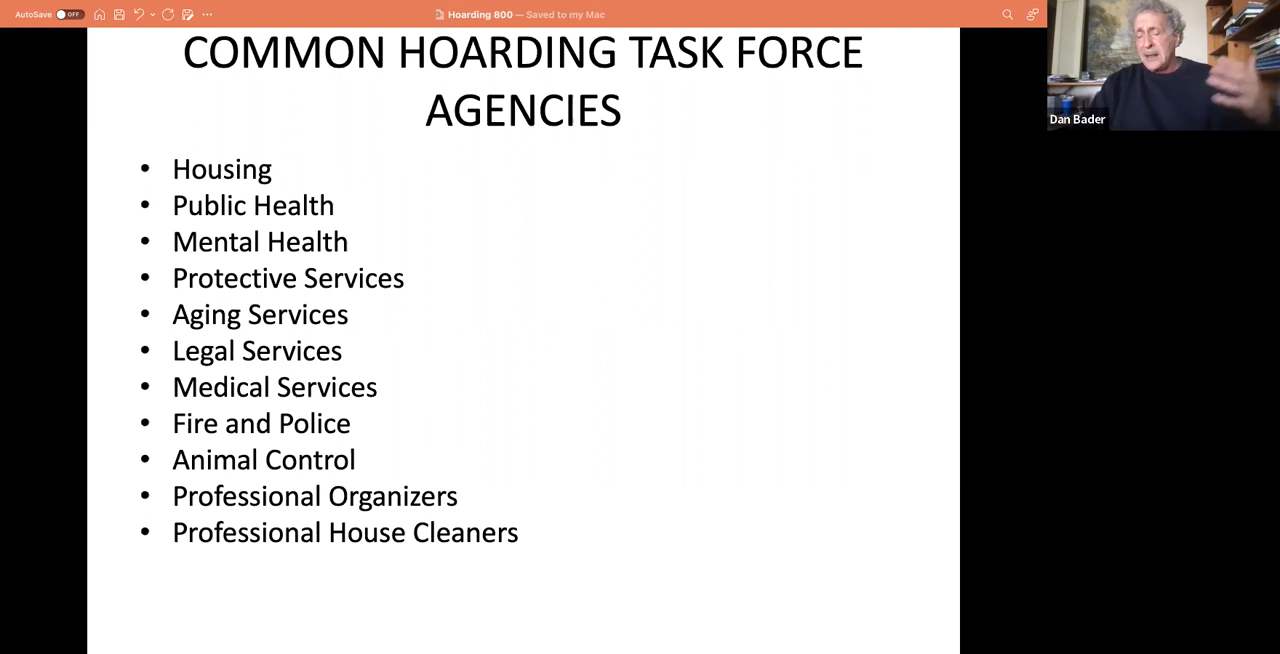 AutoSave OFF
Hoarding 800 — Saved to my Mac
Dan Bader
COMMON HOARDING TASK FORCE
AGENCIES
• Housing
• Public Health
• Mental Health
• Protective Services
• Aging Services
• Legal Services
• Medical Services
• Fire and Police
• Animal Control
• Professional Organizers
• Professional House Cleaners